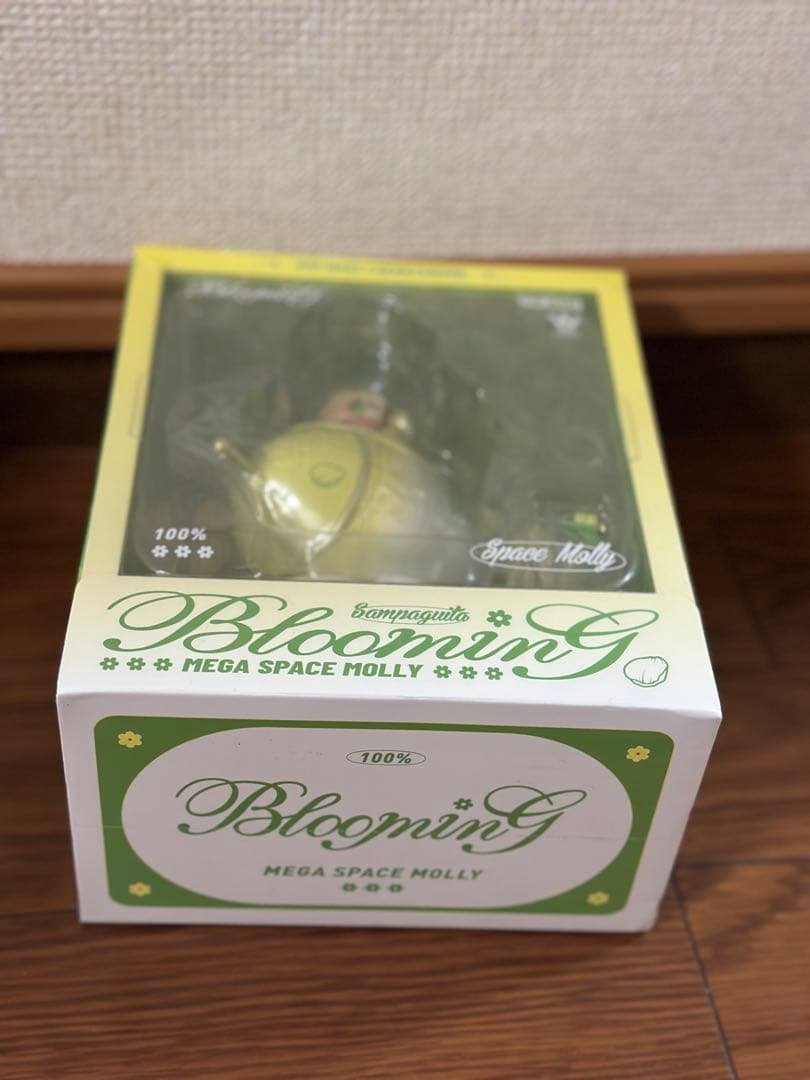 100%
Space Molly
Sampaguita
BloominG
MEGA SPACE MOLLY
100%
BloominG
MEGA SPACE MOLLY